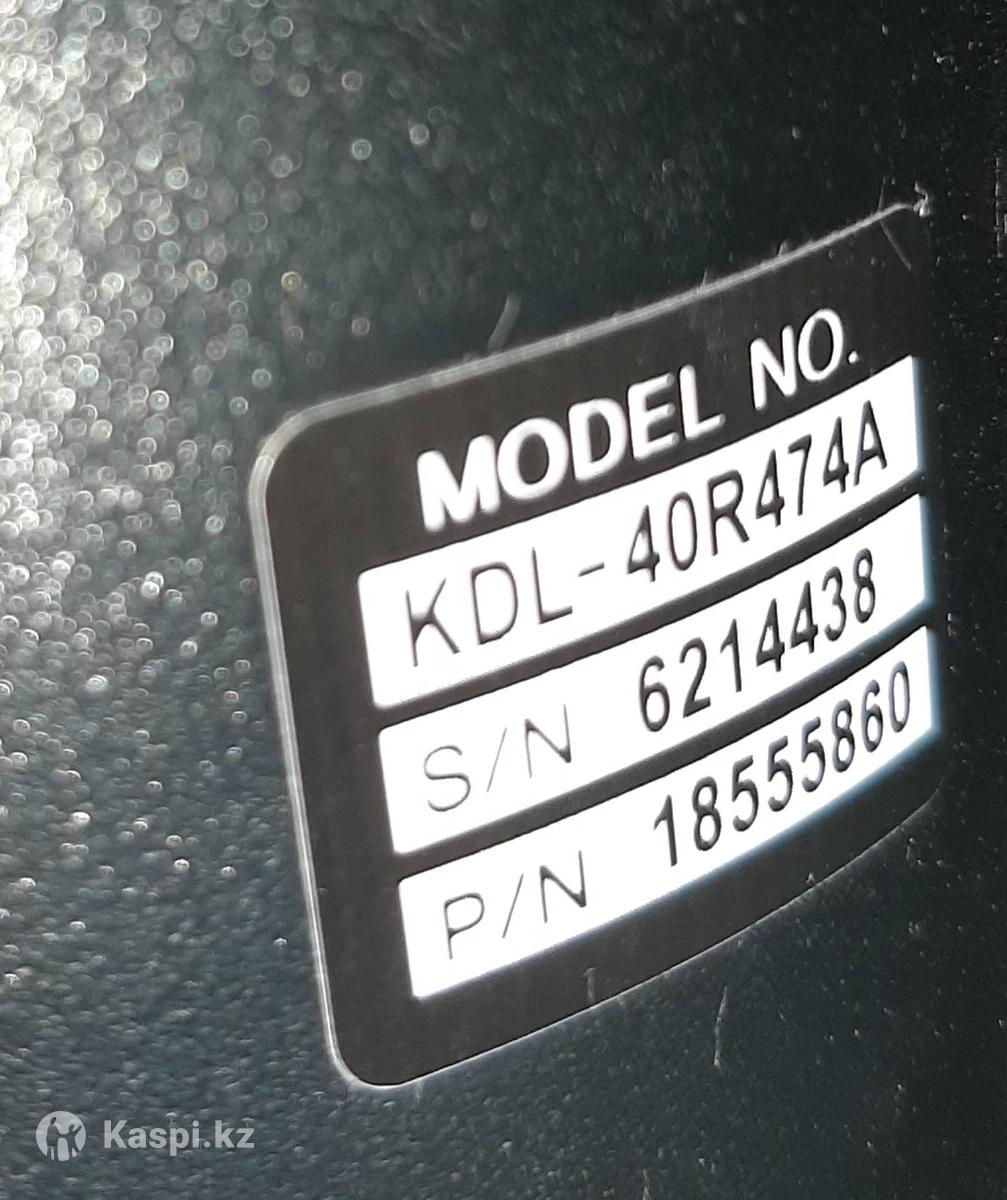 MODEL NO.
KDL-40R474A
S/N 6214438
P/N 18555860
Kaspi.kz